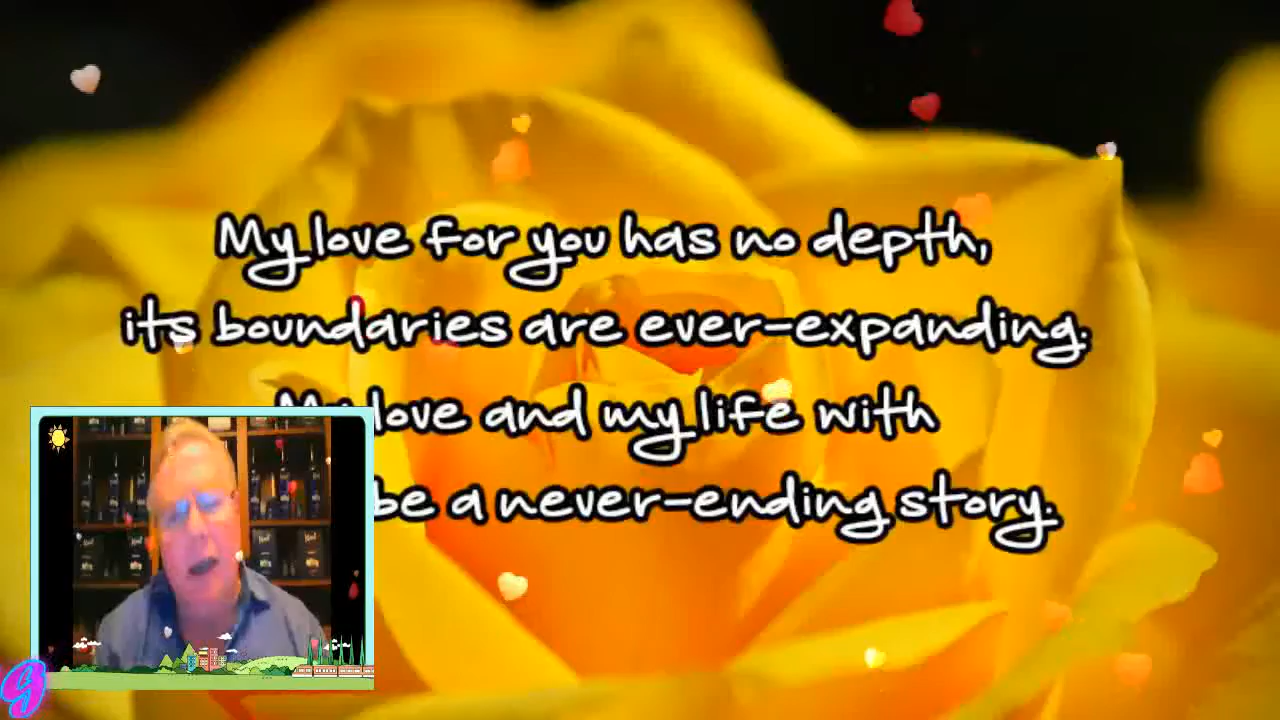 My love for you has no depth,
its boundaries are ever-expanding.
love and my life with
be a never-ending story.